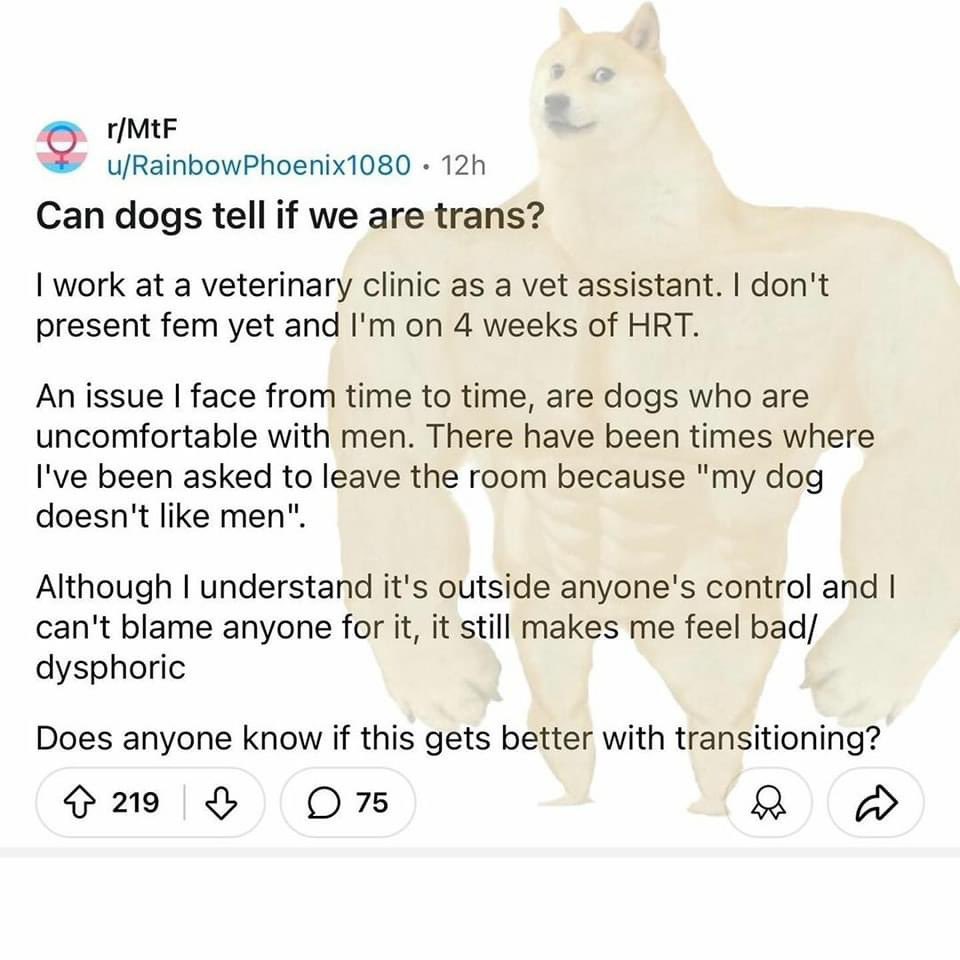 r/MtF
u/RainbowPhoenix1080 • 12h
Can dogs tell if we are trans?
I work at a veterinary clinic as a vet assistant. I don't
present fem yet and I'm on 4 weeks of HRT.
An issue I face from time to time, are dogs who are
uncomfortable with men. There have been times where
I've been asked to leave the room because "my dog
doesn't like men".
Although I understand it's outside anyone's control and I
can't blame anyone for it, it still makes me feel bad/
dysphoric
Does anyone know if this gets better with transitioning?
219 75